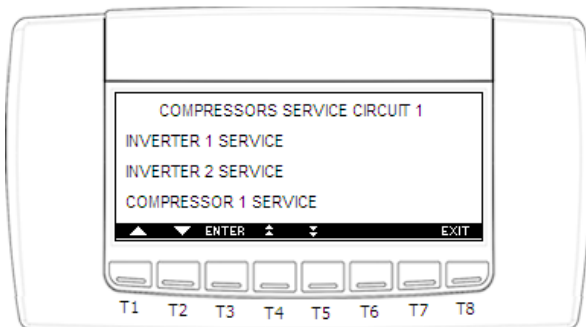 COMPRESSORS SERVICE CIRCUIT 1
INVERTER 1 SERVICE
INVERTER 2 SERVICE
COMPRESSOR 1 SERVICE
ENTER EXIT
T1 T2 T3 T4 T5 T6 T7 T8